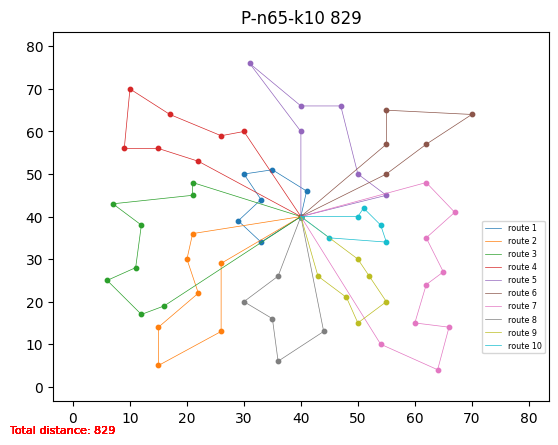 P-n65-k10 829
80
70
60
50
40
30
20
10
0
0 10 20 30 40 50 60 70 80
route 1
route 2
route 3
route 4
route 5
route 6
route 7
route 8
route 9
route 10
Total distance: 829